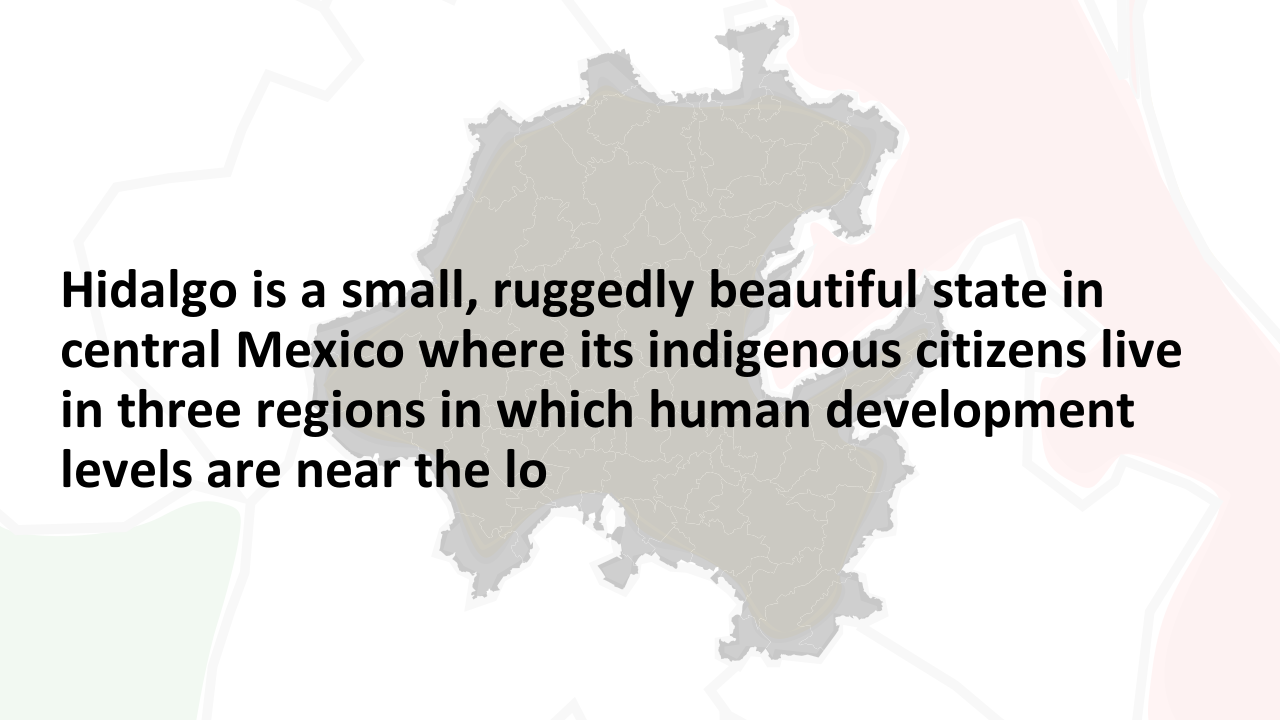 Hidalgo is a small, ruggedly beautiful state in
central Mexico where its indigenous citizens live
in three regions in which human development
levels are near the lo